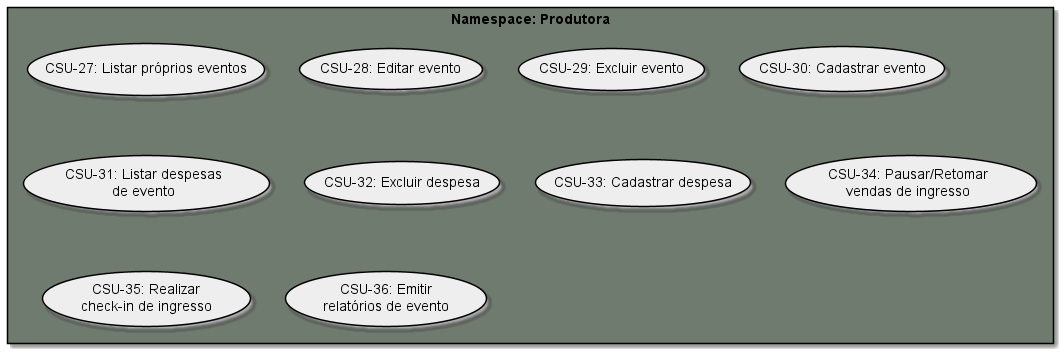 Namespace: Produtora
CSU-27: Listar próprios eventos
CSU-28: Editar evento
CSU-29: Excluir evento
CSU-30: Cadastrar evento
CSU-31: Listar despesas
de evento
CSU-32: Excluir despesa
CSU-33: Cadastrar despesa
CSU-34: Pausar/Retomar
vendas de ingresso
CSU-35: Realizar
check-in de ingresso
CSU-36: Emitir
relatórios de evento